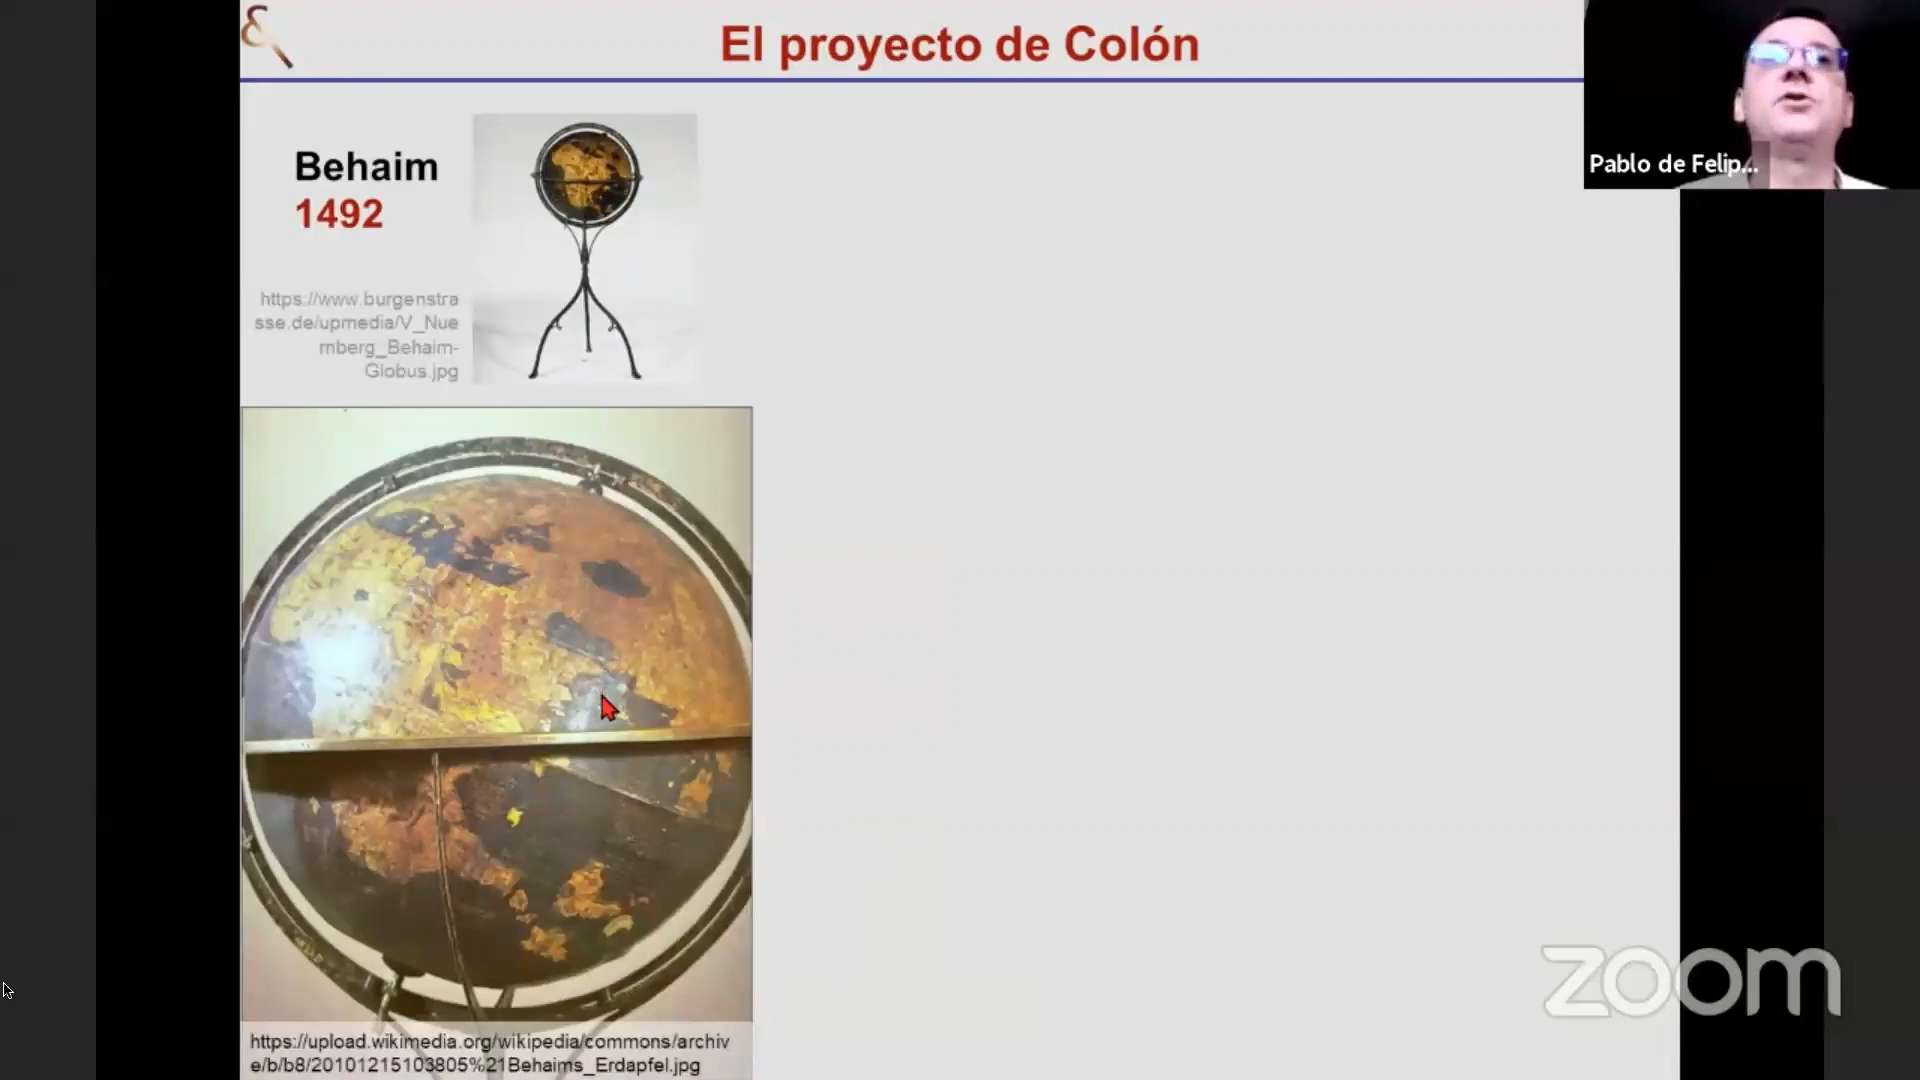 El proyecto de Colón
Pablo de Felip...
Behaim
1492
https://www.burgenstra
sse.de/upmedia/V_Nue
rnberg_Behaim-
Globus.jpg
https://upload.wikimedia.org/wikipedia/commons/archiv
e/b/b8/20101215103805%21Behaims_Erdapfel.jpg
zoom